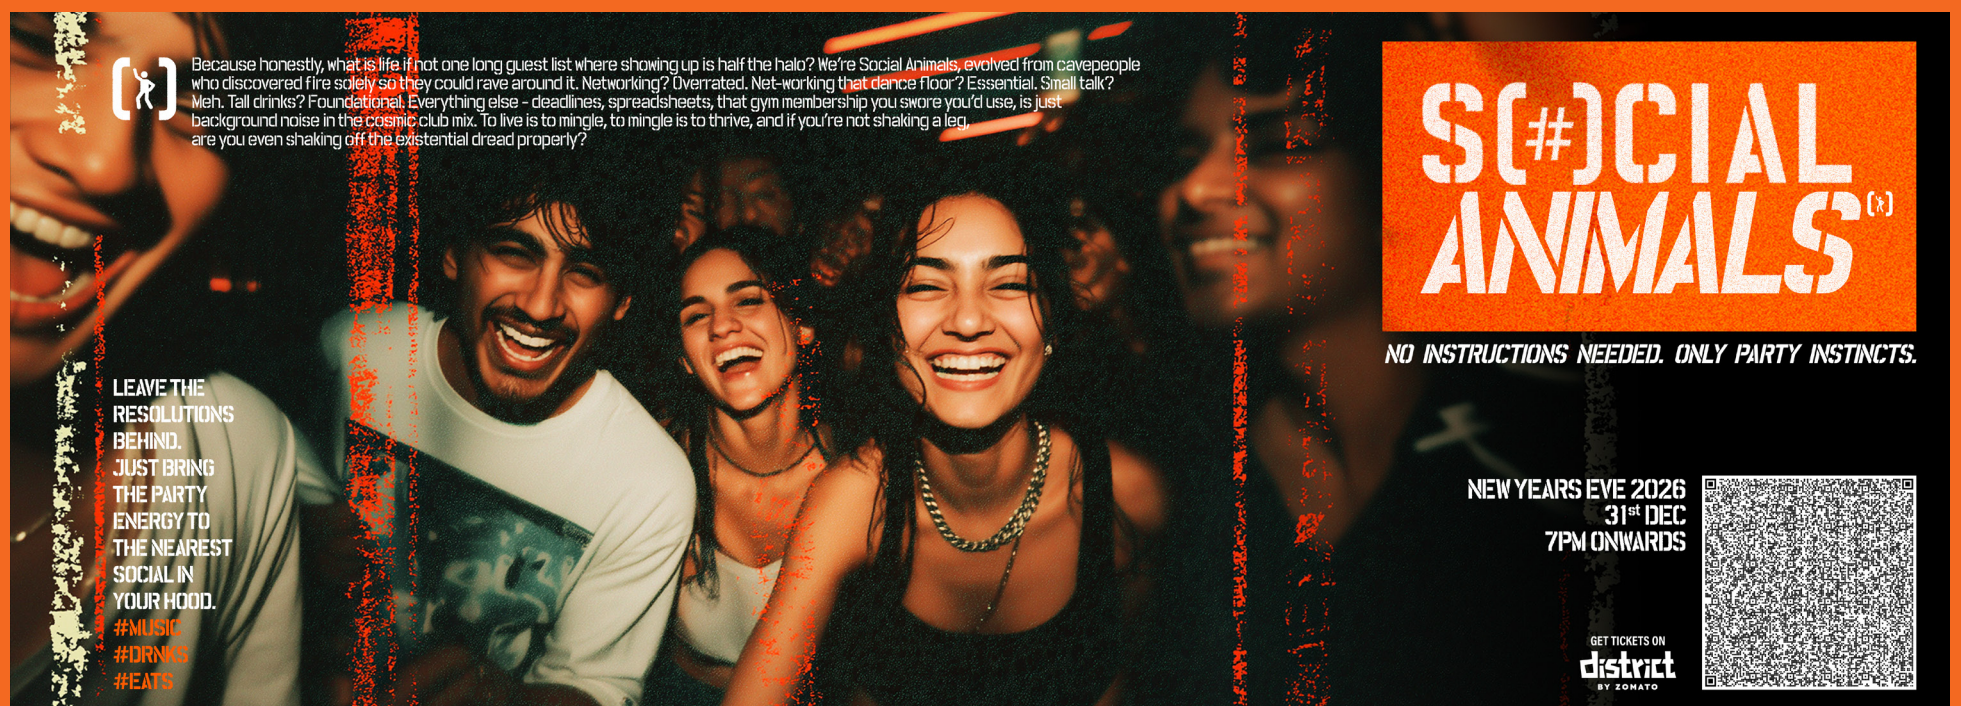 Because honestly, what is life if not one long guest list where showing up is half the halo? We're Social Animals, evolved from cavepeople
who discovered fire solely so they could rave around it. Networking? Overrated. Net-working that dance floor? Essential. Small talk?
Meh. Tall drinks? Foundational. Everything else - deadlines, spreadsheets, that gym membership you swore you'd use, is just
background noise in the cosmic club mix. To live is to mingle, to mingle is to thrive, and if you're not shaking a leg,
are you even shaking off the existential dread properly?
S(#)CIAL
ANIMALS
NO INSTRUCTIONS NEEDED. ONLY PARTY INSTINCTS.
LEAVE THE
RESOLUTIONS
BEHIND.
JUST BRING
THE PARTY
ENERGY TO
THE NEAREST
SOCIAL IN
YOUR HOOD.
#MUSIC
#DRNKS
#EATS
NEW YEARS EVE 2026
31st DEC
7PM ONWARDS
GET TICKETS ON
district
BY ZOMATO